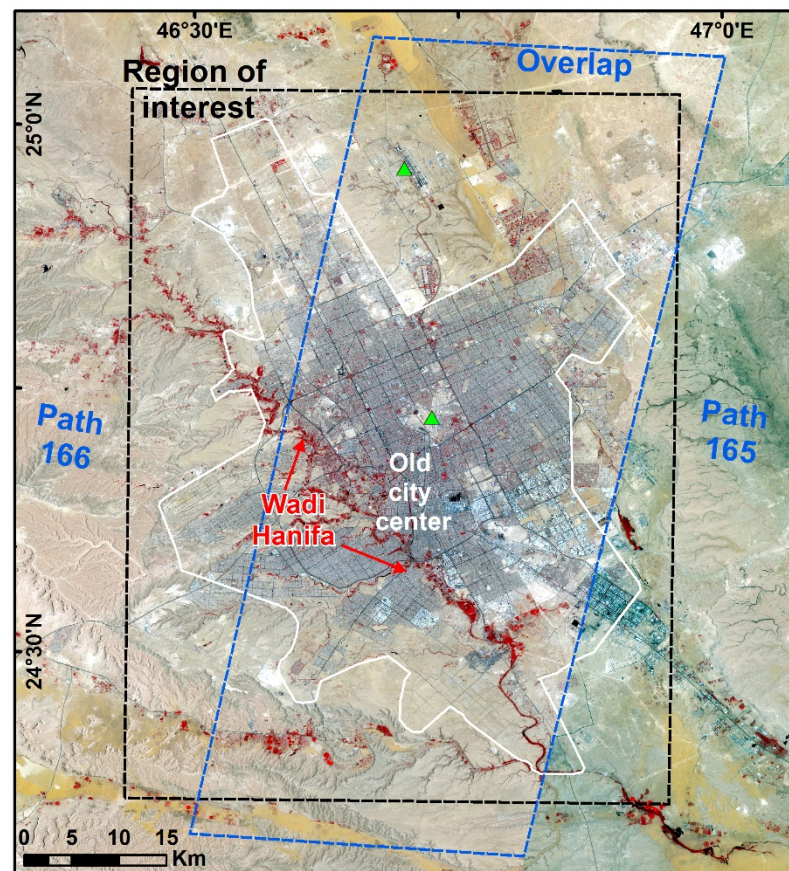 46°30'E
47°0'E
Region of
interest
Overlap
25°0'N
Path
166
Path
165
Old
city
center
Wadi
Hanifa
24°30'N
0 5 10 15
Km